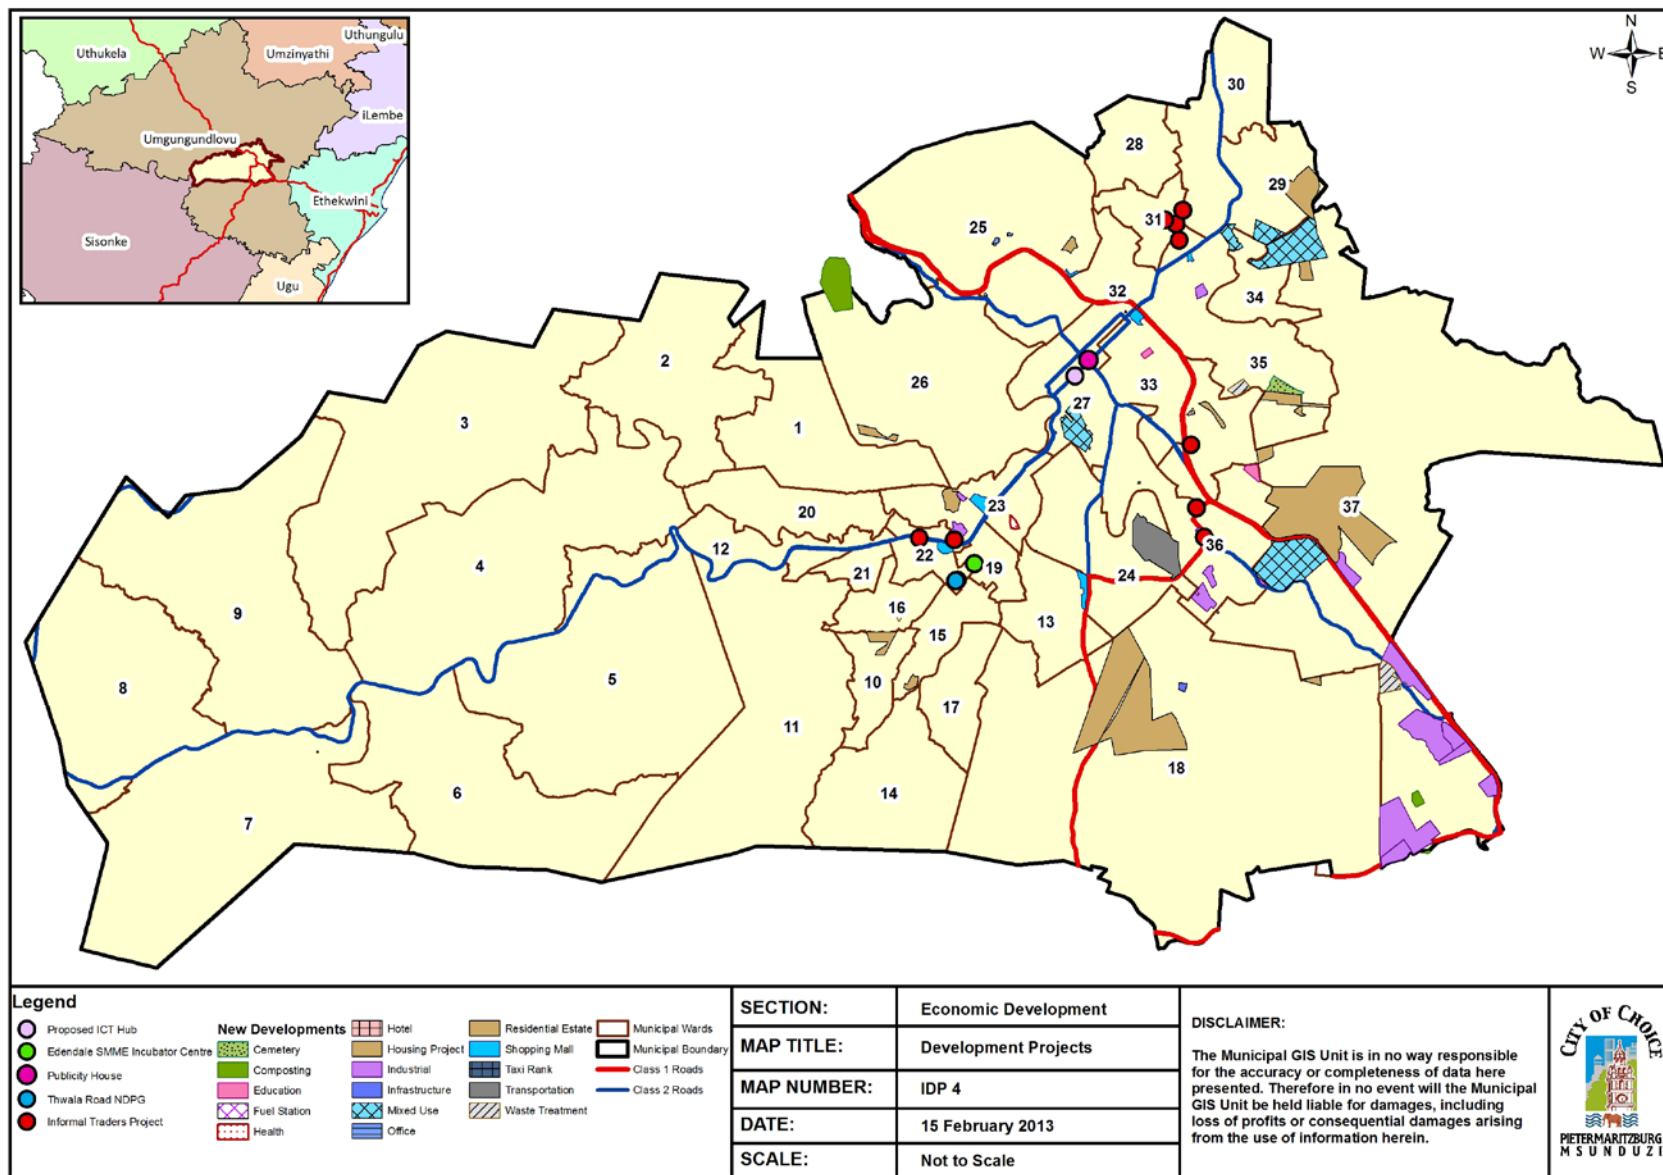 Uthungulu
Uthukela
Umzinyathi
iLembe
Umgungundlovu
Ethekwini
Sisonke
Ugu
N
W
E
S
30
28
29
31
25
32
34
2
35
26
33
27
3
1
23
37
20
12
22
36
4
21
19
24
9
16
13
15
5
8
10
17
11
18
6
14
7
Legend
Proposed ICT Hub
Edendale SMME Incubator Centre
Publicity House
Thwala Road NDPG
Informal Traders Project
New Developments
Cemetery
Composting
Education
Fuel Station
Health
Hotel
Housing Project
Industrial
Infrastructure
Mixed Use
Office
Residential Estate
Shopping Mall
Taxi Rank
Transportation
Waste Treatment
Municipal Wards
Municipal Boundary
Class 1 Roads
Class 2 Roads
SECTION: Economic Development
MAP TITLE: Development Projects
MAP NUMBER: IDP 4
DATE: 15 February 2013
SCALE: Not to Scale
DISCLAIMER:
The Municipal GIS Unit is in no way responsible
for the accuracy or completeness of data here
presented. Therefore in no event will the Municipal
GIS Unit be held liable for damages, including
loss of profits or consequential damages arising
from the use of information herein.
CITY OF CHOICE
PIETERMARITZBURG
MSUNDUZI